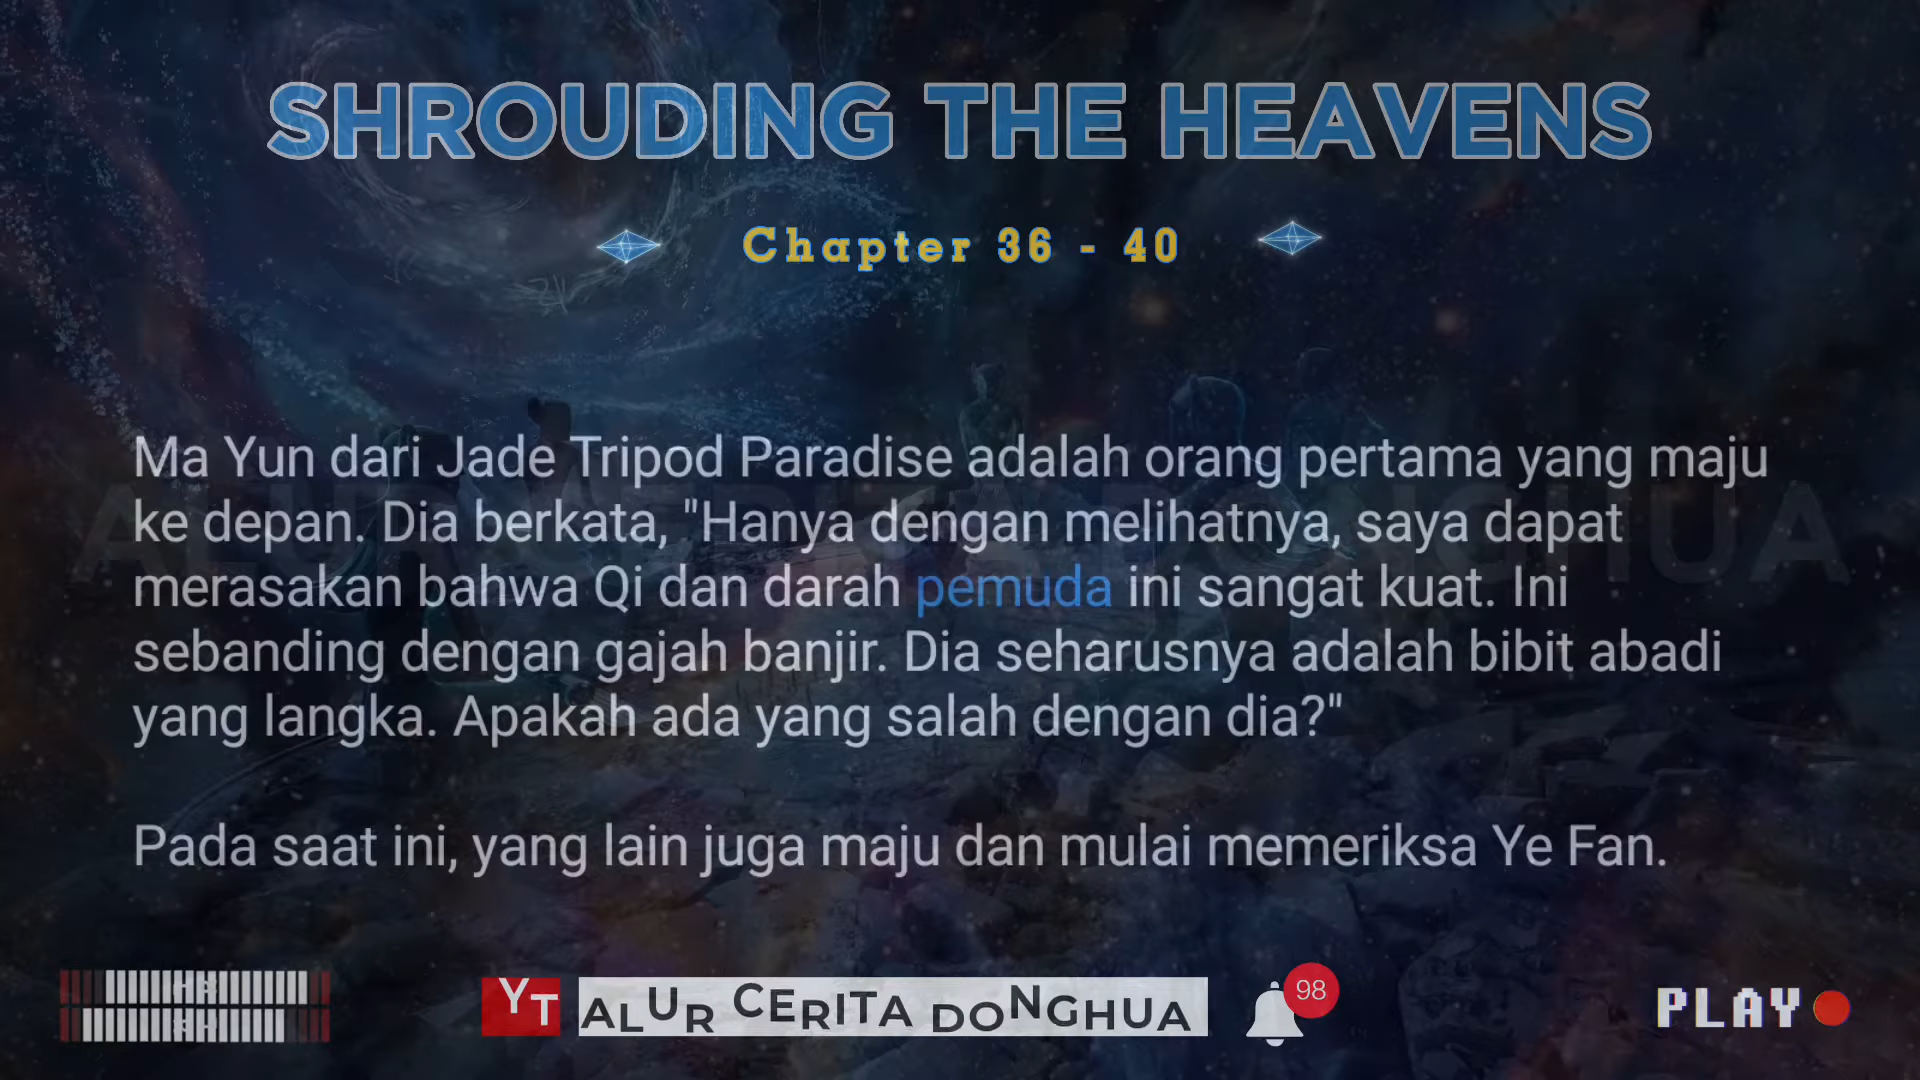 SHROUDING THE HEAVENS
Chapter 36 - 40
Ma Yun dari Jade Tripod Paradise adalah orang pertama yang maju
ke depan. Dia berkata, "Hanya dengan melihatnya, saya dapat
merasakan bahwa Qi dan darah pemuda ini sangat kuat. Ini
sebanding dengan gajah banjir. Dia seharusnya adalah bibit abadi
yang langka. Apakah ada yang salah dengan dia?"
Pada saat ini, yang lain juga maju dan mulai memeriksa Ye Fan.
ALUR CERITA DONGHUA
YT ALUR CERITA DONGHUA 98
PLAY